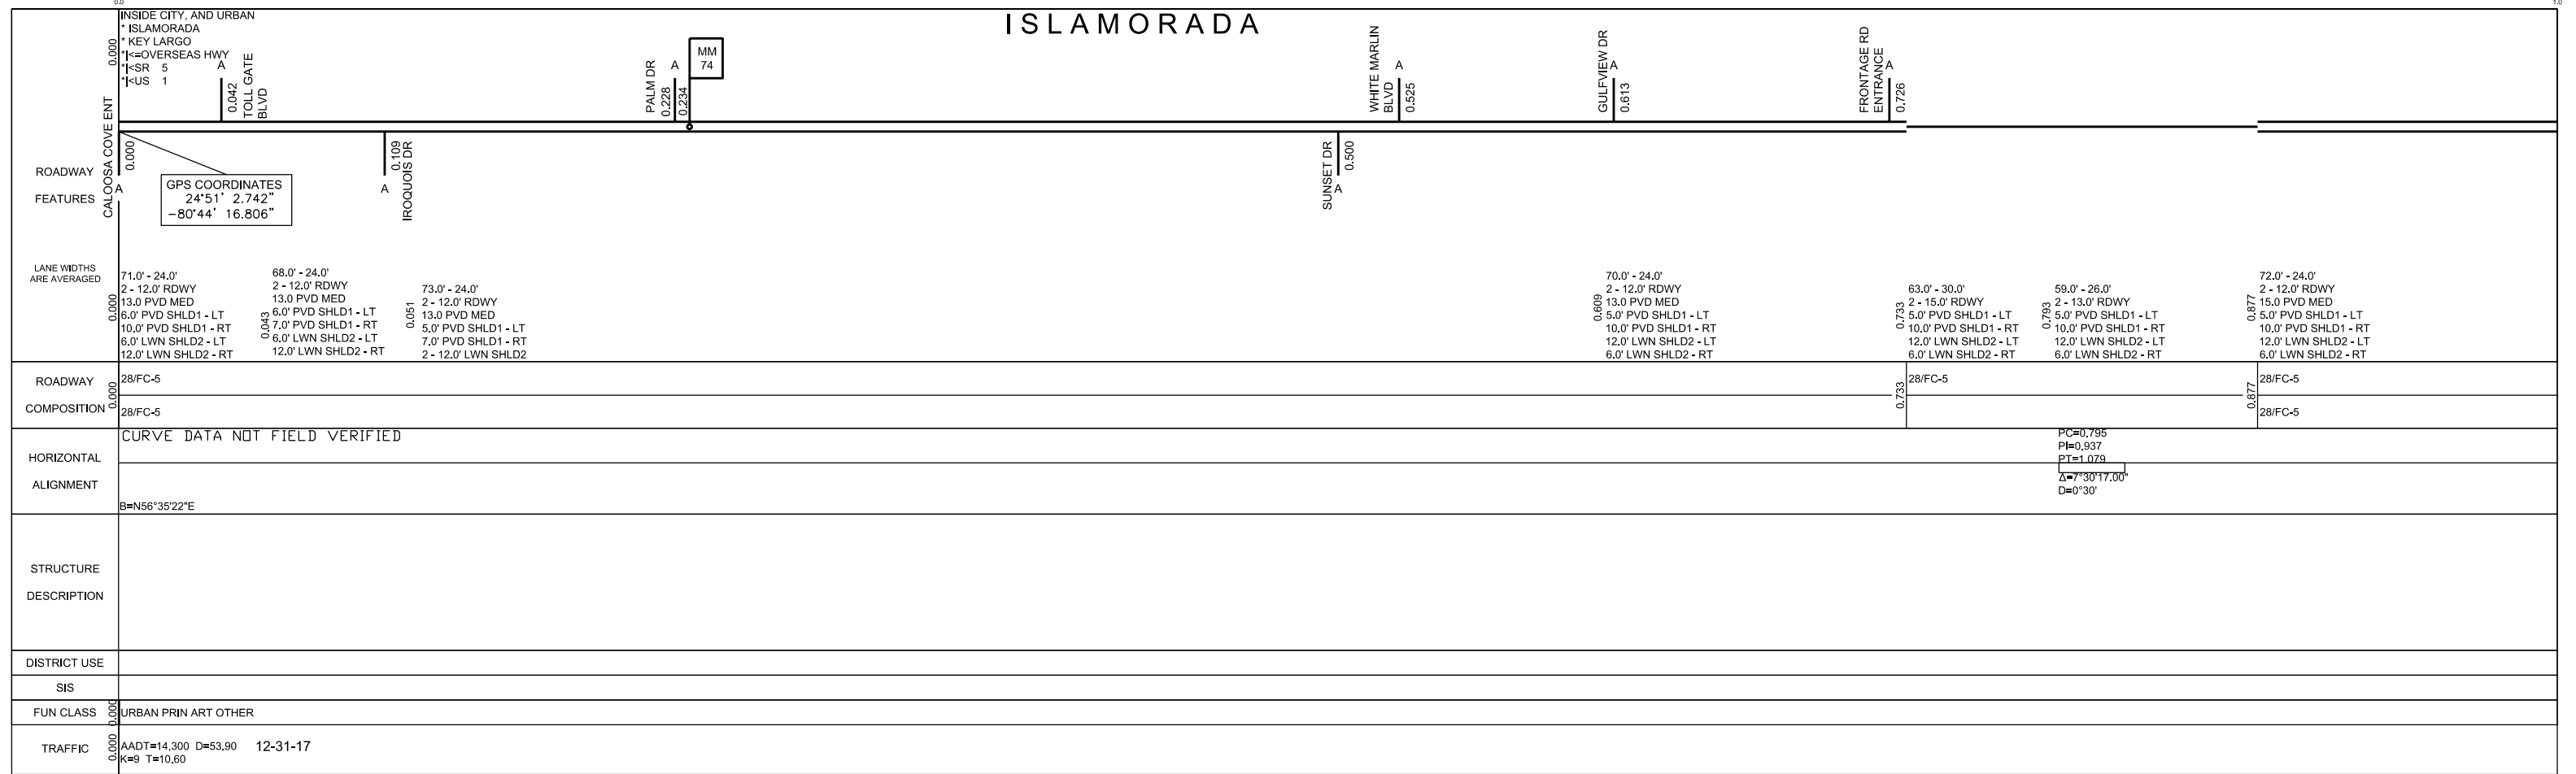 0.0
1.0
ISLAMORADA
INSIDE CITY, AND URBAN
* ISLAMORADA
* KEY LARGO
*|<=OVERSEAS HWY
*|<SR 5
*|<US 1
0.000
A
0.042
TOLL GATE
BLVD
PALM DR
0.228
A
0.234
MM
74
WHITE MARLIN
BLVD
A
0.525
GULFVIEW DR
A
0.613
FRONTAGE RD
ENTRANCE
A
0.726
CALOOSA COVE ENT
0.000
A
ROADWAY
FEATURES
GPS COORDINATES
24°51' 2.742"
-80°44' 16.806"
0.109
IROQUOIS DR
A
SUNSET DR
0.500
A
LANE WIDTHS
ARE AVERAGED
0.000
71.0' - 24.0'
2 - 12.0' RDWY
13.0 PVD MED
6.0' PVD SHLD1 - LT
10.0' PVD SHLD1 - RT
6.0' LWN SHLD2 - LT
12.0' LWN SHLD2 - RT
0.043
68.0' - 24.0'
2 - 12.0' RDWY
13.0 PVD MED
6.0' PVD SHLD1 - LT
7.0' PVD SHLD1 - RT
6.0' LWN SHLD2 - LT
12.0' LWN SHLD2 - RT
0.051
73.0' - 24.0'
2 - 12.0' RDWY
13.0 PVD MED
5.0' PVD SHLD1 - LT
7.0' PVD SHLD1 - RT
2 - 12.0' LWN SHLD2
0.609
70.0' - 24.0'
2 - 12.0' RDWY
13.0 PVD MED
5.0' PVD SHLD1 - LT
10.0' PVD SHLD1 - RT
12.0' LWN SHLD2 - LT
6.0' LWN SHLD2 - RT
0.733
63.0' - 30.0'
2 - 15.0' RDWY
5.0' PVD SHLD1 - LT
10.0' PVD SHLD1 - RT
12.0' LWN SHLD2 - LT
6.0' LWN SHLD2 - RT
0.793
59.0' - 26.0'
2 - 13.0' RDWY
5.0' PVD SHLD1 - LT
10.0' PVD SHLD1 - RT
12.0' LWN SHLD2 - LT
6.0' LWN SHLD2 - RT
0.877
72.0' - 24.0'
2 - 12.0' RDWY
15.0 PVD MED
5.0' PVD SHLD1 - LT
10.0' PVD SHLD1 - RT
12.0' LWN SHLD2 - LT
6.0' LWN SHLD2 - RT
ROADWAY
COMPOSITION
0.000
28/FC-5
28/FC-5
0.733
28/FC-5
0.877
28/FC-5
28/FC-5
HORIZONTAL
ALIGNMENT
CURVE DATA NOT FIELD VERIFIED
B=N56°35'22"E
PC=0.795
PI=0.937
PT=1.079
Δ=7°30'17.00"
D=0°30'
STRUCTURE
DESCRIPTION
DISTRICT USE
SIS
FUN CLASS
0.000
URBAN PRIN ART OTHER
TRAFFIC
0.000
AADT=14,300 D=53.90 12-31-17
K=9 T=10.60